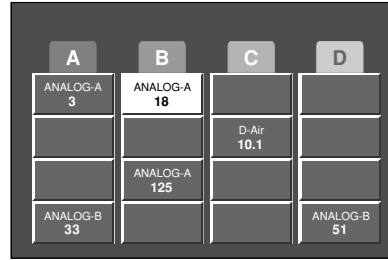 A B C D
ANALOG-A ANALOG-A
3 18
D-Air
10.1
ANALOG-A
125
ANALOG-B ANALOG-B
33 51